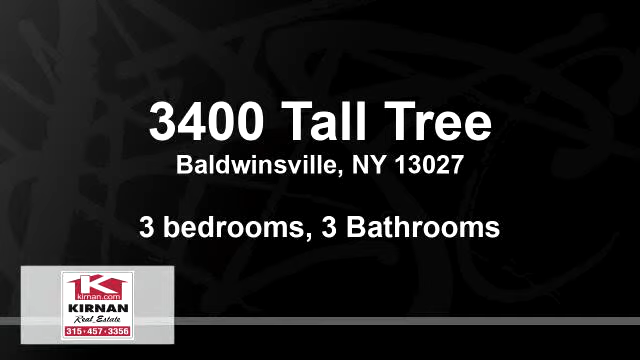 3400 Tall Tree
Baldwinsville, NY 13027
3 bedrooms, 3 Bathrooms
K
kirnan.com
KIRNAN
Real Estate
315·457·3356